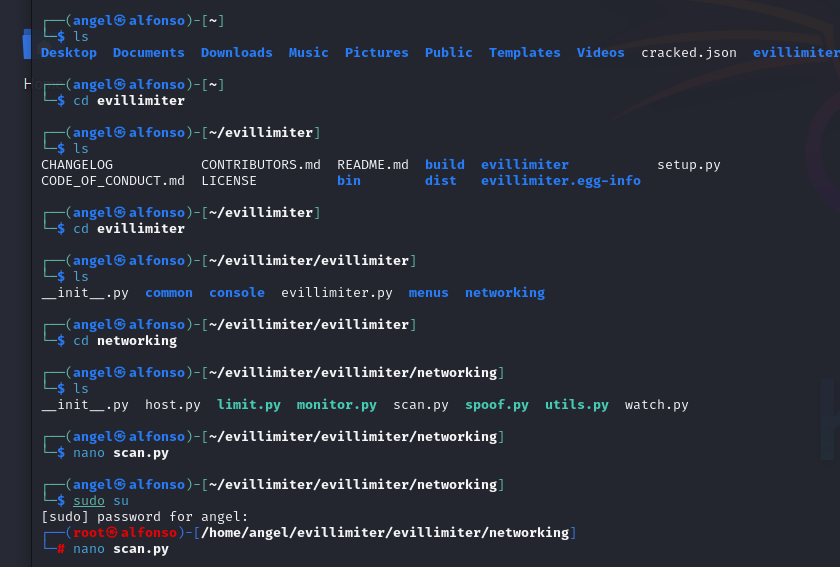 ┌──(angel㉿alfonso)-[~]
└─$ ls
Desktop Documents Downloads Music Pictures Public Templates Videos cracked.json evillimiter
┌──(angel㉿alfonso)-[~]
└─$ cd evillimiter
┌──(angel㉿alfonso)-[~/evillimiter]
└─$ ls
CHANGELOG CONTRIBUTORS.md README.md build evillimiter setup.py
CODE_OF_CONDUCT.md LICENSE bin dist evillimiter.egg-info
┌──(angel㉿alfonso)-[~/evillimiter]
└─$ cd evillimiter
┌──(angel㉿alfonso)-[~/evillimiter/evillimiter]
└─$ ls
__init__.py common console evillimiter.py menus networking
┌──(angel㉿alfonso)-[~/evillimiter/evillimiter]
└─$ cd networking
┌──(angel㉿alfonso)-[~/evillimiter/evillimiter/networking]
└─$ ls
__init__.py host.py limit.py monitor.py scan.py spoof.py utils.py watch.py
┌──(angel㉿alfonso)-[~/evillimiter/evillimiter/networking]
└─$ nano scan.py
┌──(angel㉿alfonso)-[~/evillimiter/evillimiter/networking]
└─$ sudo su
[sudo] password for angel:
┌──(root㉿alfonso)-[/home/angel/evillimiter/evillimiter/networking]
└─# nano scan.py